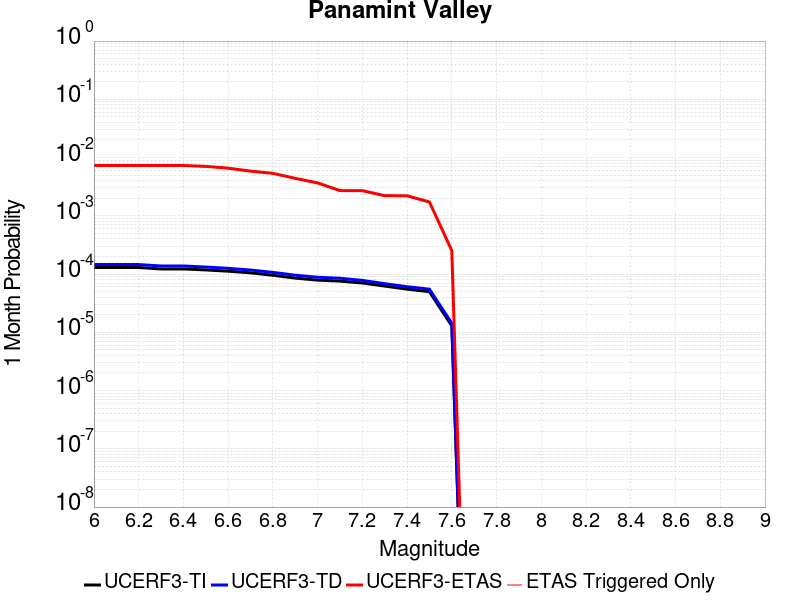 Panamint Valley
10^0
10^-1
10^-2
10^-3
10^-4
10^-5
10^-6
10^-7
10^-8
1 Month Probability
6 6.2 6.4 6.6 6.8 7 7.2 7.4 7.6 7.8 8 8.2 8.4 8.6 8.8 9
Magnitude
UCERF3-TI UCERF3-TD UCERF3-ETAS ETAS Triggered Only